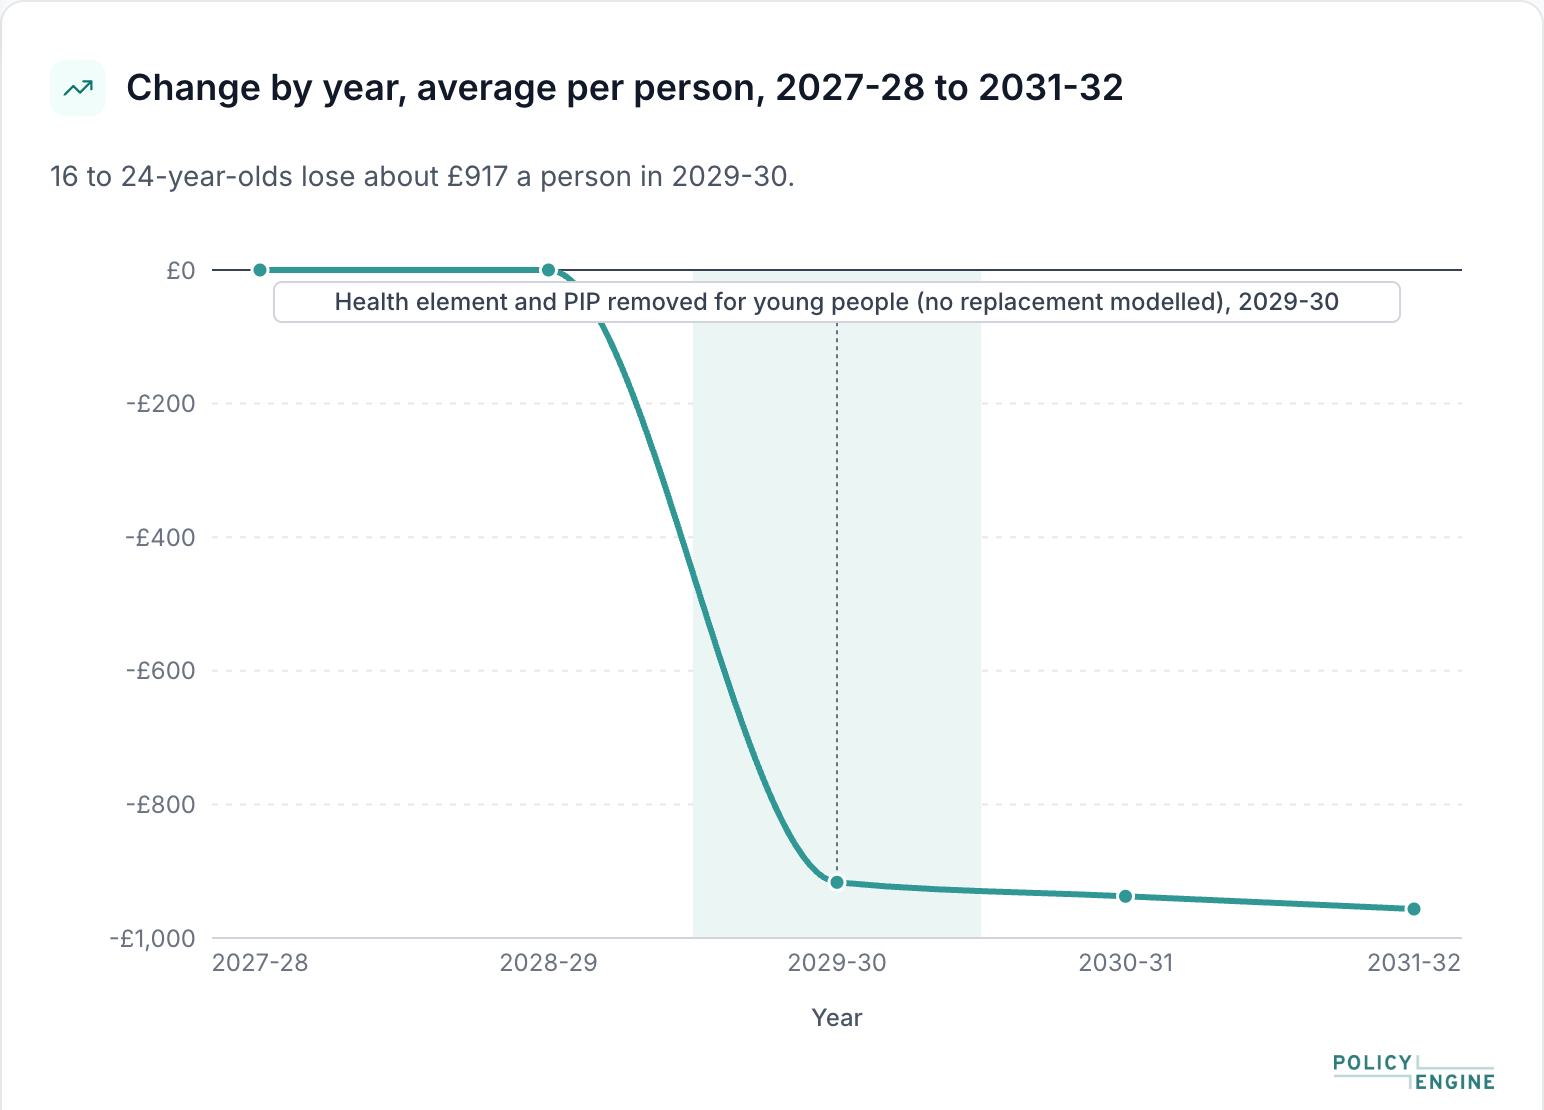 Change by year, average per person, 2027-28 to 2031-32
16 to 24-year-olds lose about £917 a person in 2029-30.
£0
Health element and PIP removed for young people (no replacement modelled), 2029-30
-£200
-£400
-£600
-£800
-£1,000
2027-28 2028-29 2029-30 2030-31 2031-32
Year
POLICY
ENGINE